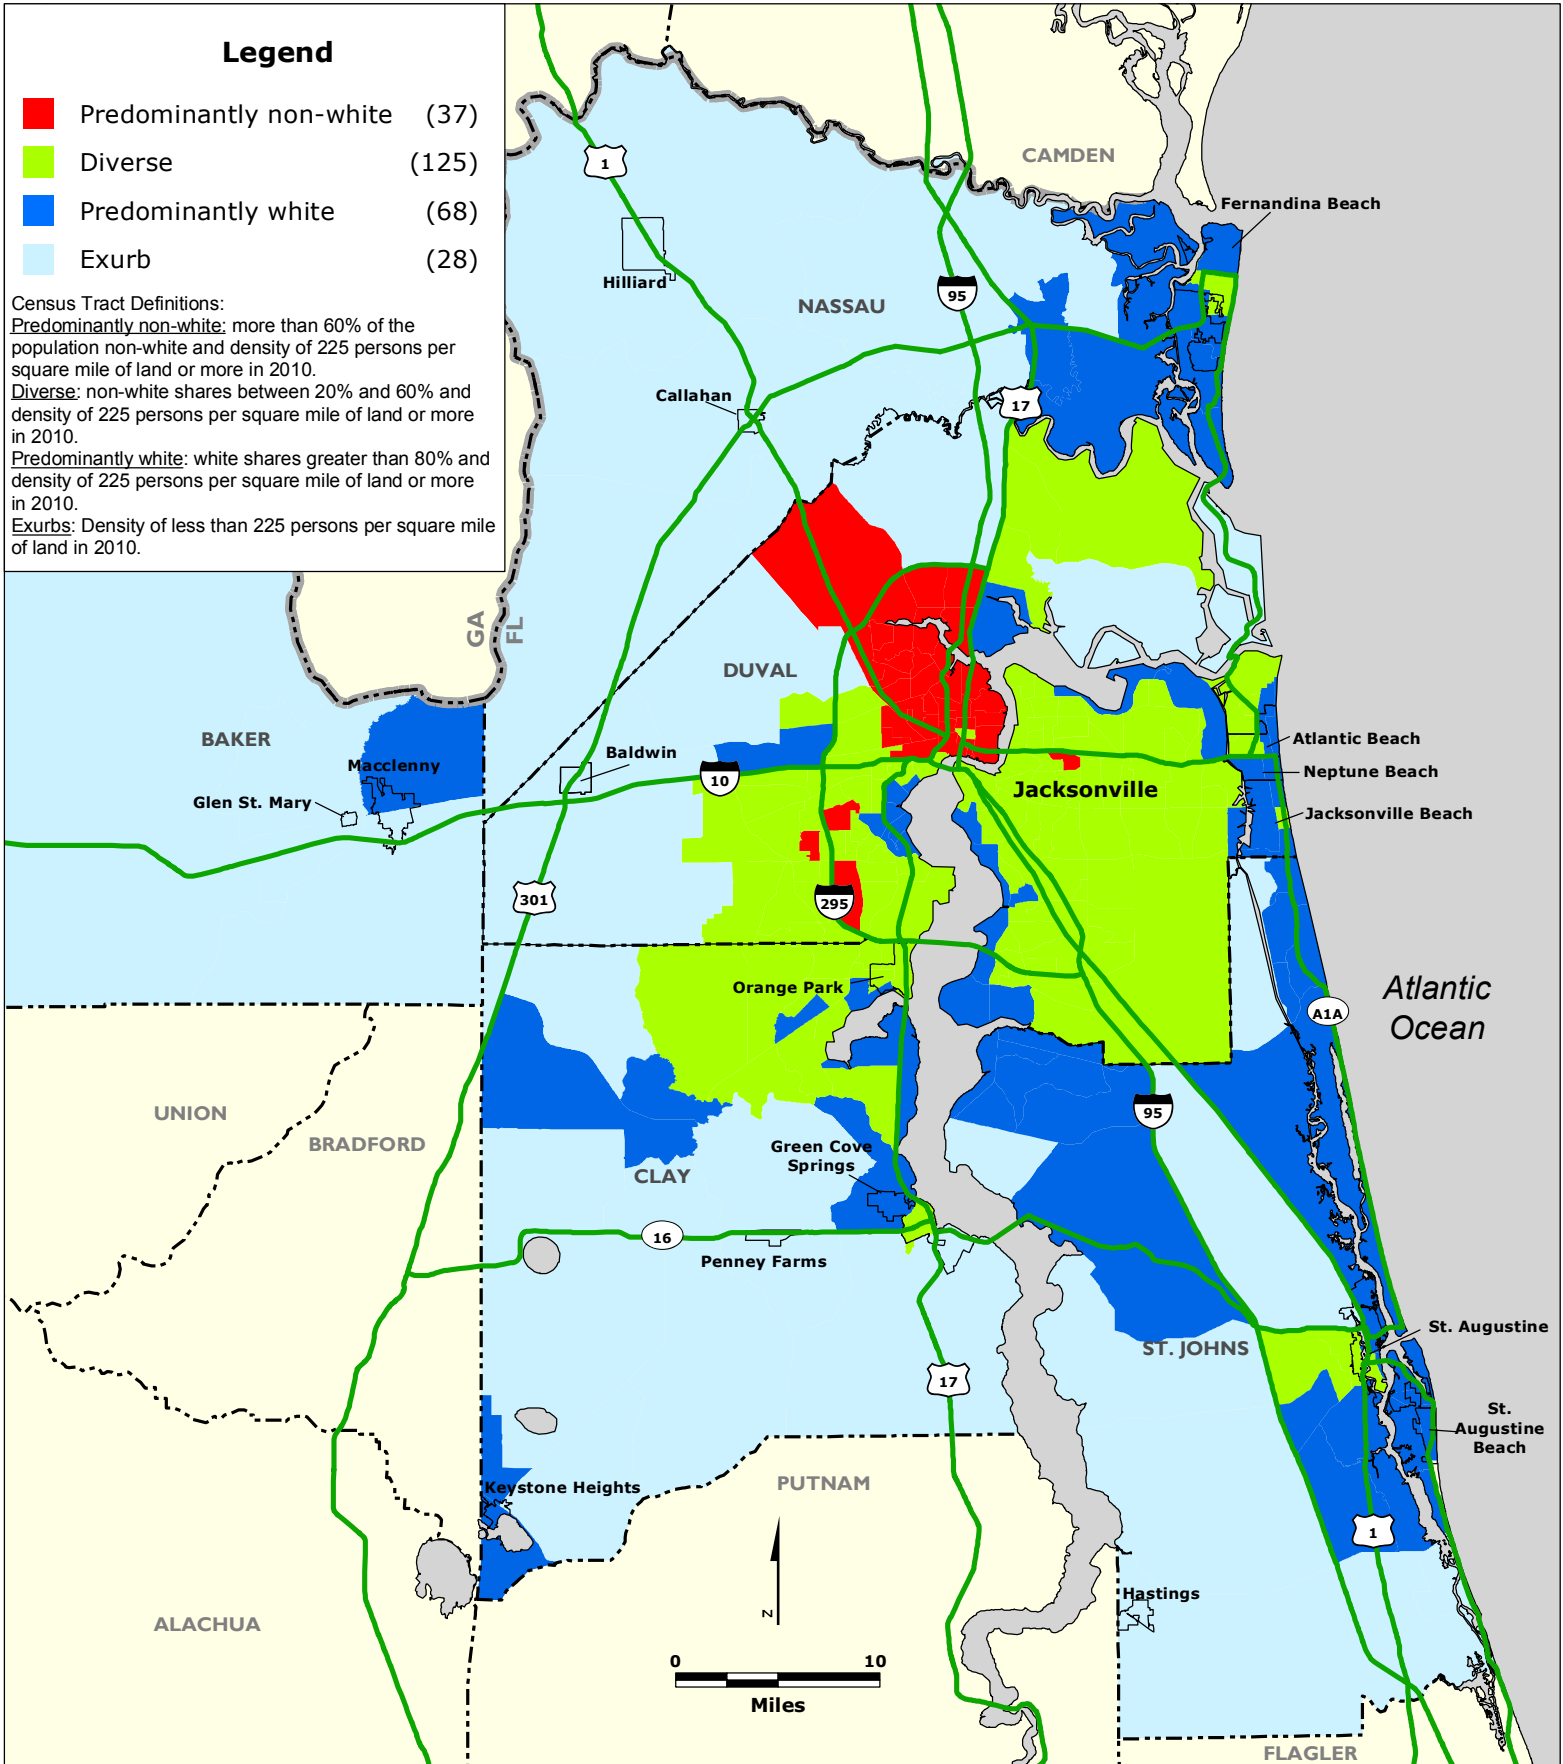 Legend
Predominantly non-white (37)
Diverse (125)
Predominantly white (68)
Exurb (28)
Census Tract Definitions:
Predominantly non-white: more than 60% of the
population non-white and density of 225 persons per
square mile of land or more in 2010.
Diverse: non-white shares between 20% and 60% and
density of 225 persons per square mile of land or more
in 2010.
Predominantly white: white shares greater than 80% and
density of 225 persons per square mile of land or more
in 2010.
Exurbs: Density of less than 225 persons per square mile
of land in 2010.
CAMDEN
1
Fernandina Beach
Hilliard
95
NASSAU
Callahan
17
GA
FL
DUVAL
BAKER
Atlantic Beach
Baldwin
Macclenny
10
Neptune Beach
Jacksonville
Glen St. Mary
Jacksonville Beach
301
295
Orange Park
Atlantic
Ocean
A1A
UNION
95
BRADFORD
Green Cove
Springs
CLAY
16
Penney Farms
St. Augustine
ST. JOHNS
17
St.
Augustine
Beach
PUTNAM
Keystone Heights
1
Hastings
N
ALACHUA
0 10
Miles
FLAGLER